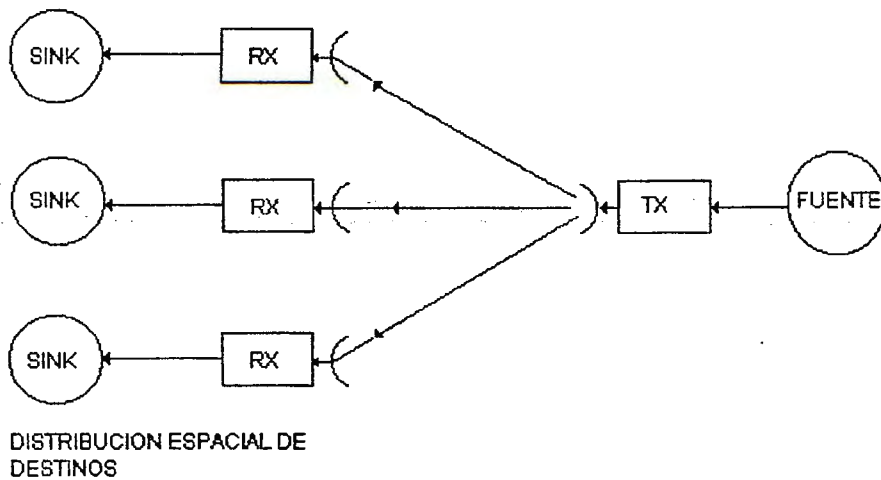 SINK RX
SINK RX TX FUENTE
SINK RX
DISTRIBUCION ESPACIAL DE
DESTINOS